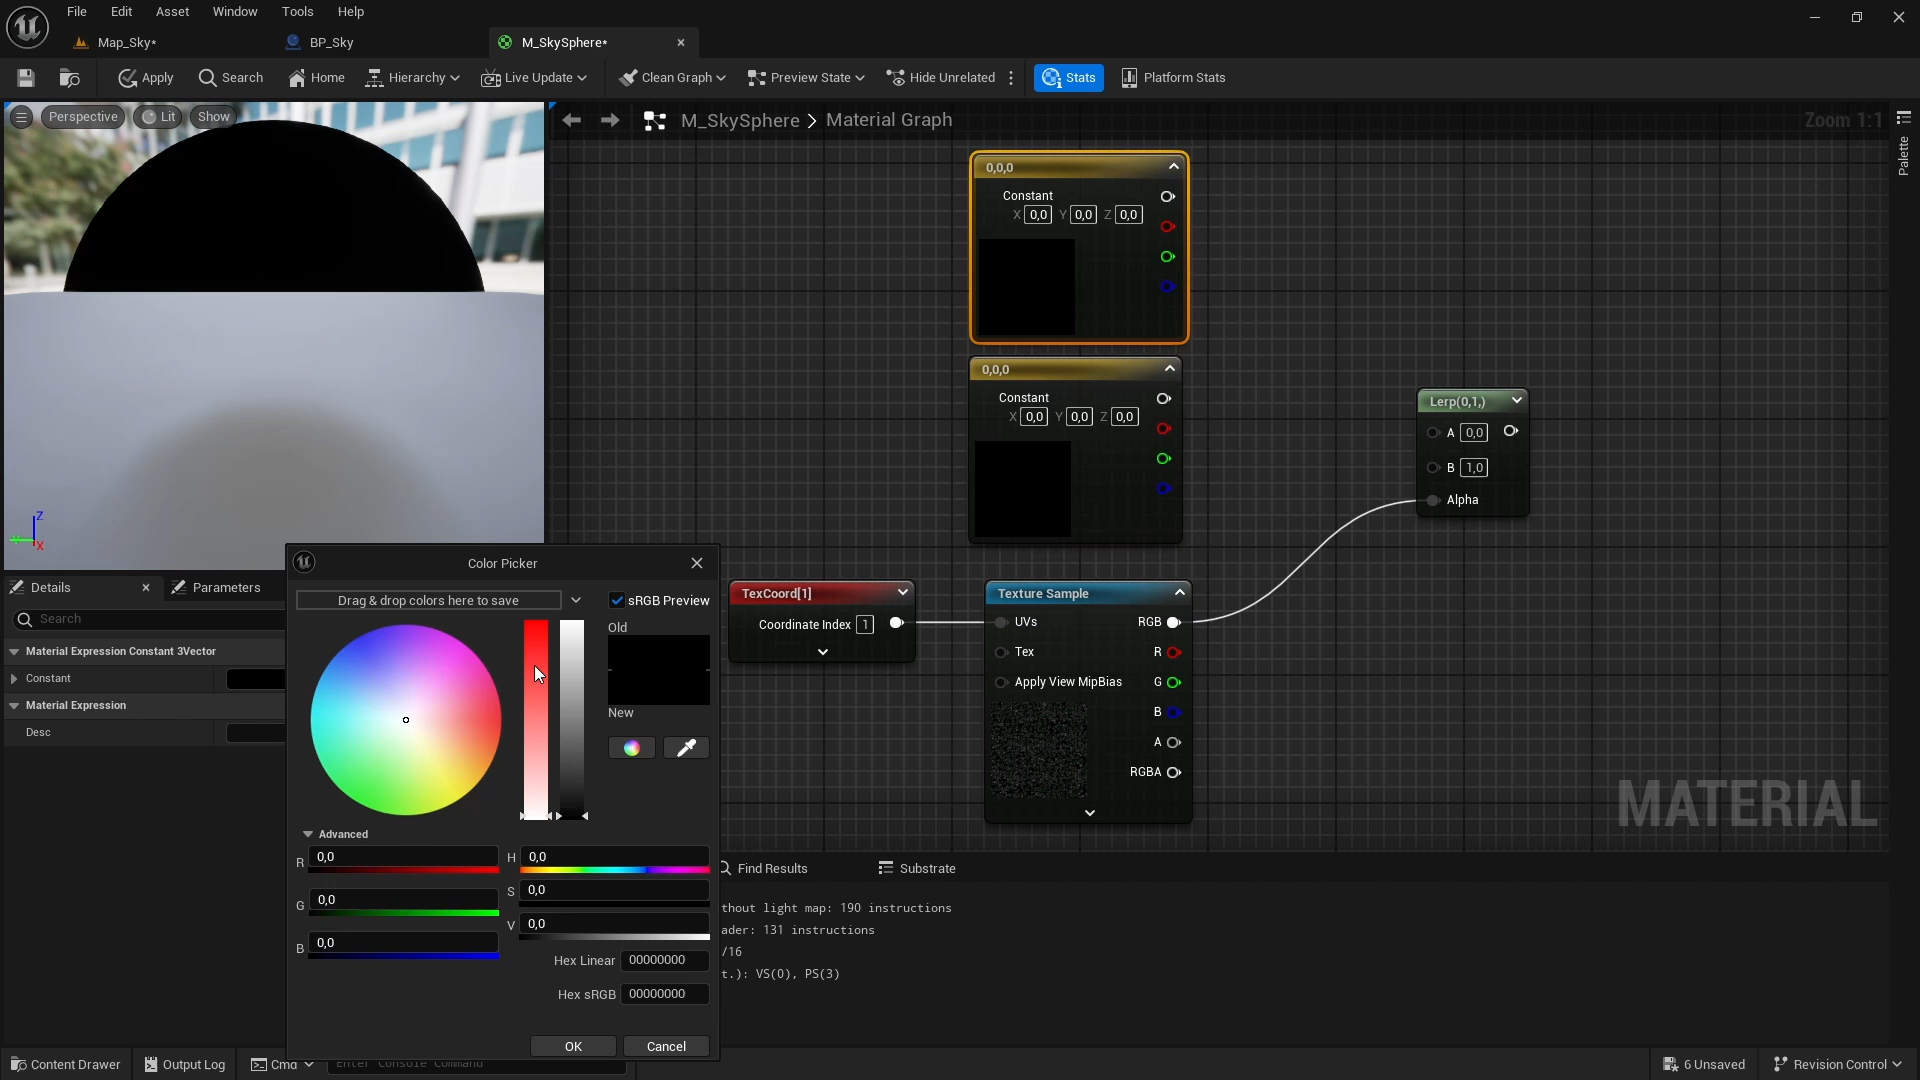 File Edit Asset Window Tools Help
Map_Sky* BP_Sky M_SkySphere*
Apply Search Home Hierarchy Live Update Clean Graph Preview State Hide Unrelated Stats Platform Stats
Perspective Lit Show
M_SkySphere > Material Graph
Zoom 1:1
Palette
0,0,0
Constant
X 0,0 Y 0,0 Z 0,0
0,0,0
Constant
X 0,0 Y 0,0 Z 0,0
Lerp(0,1,)
A 0,0
B 1,0
Alpha
Z
Y
X
TexCoord[1]
Coordinate Index 1
Texture Sample
UVs RGB
Tex R
Apply View MipBias G
B
A
RGBA
MATERIAL
Details Parameters
Search
Material Expression Constant 3Vector
Constant
Material Expression
Desc
Color Picker
Drag & drop colors here to save
sRGB Preview
Old
New
Advanced
R 0,0 H 0,0
G 0,0 S 0,0
B 0,0 V 0,0
Hex Linear 00000000
Hex sRGB 00000000
OK Cancel
Find Results Substrate
thout light map: 190 instructions
ader: 131 instructions
/16
t.): VS(0), PS(3)
Content Drawer Output Log Cmd Enter Console Command 6 Unsaved Revision Control